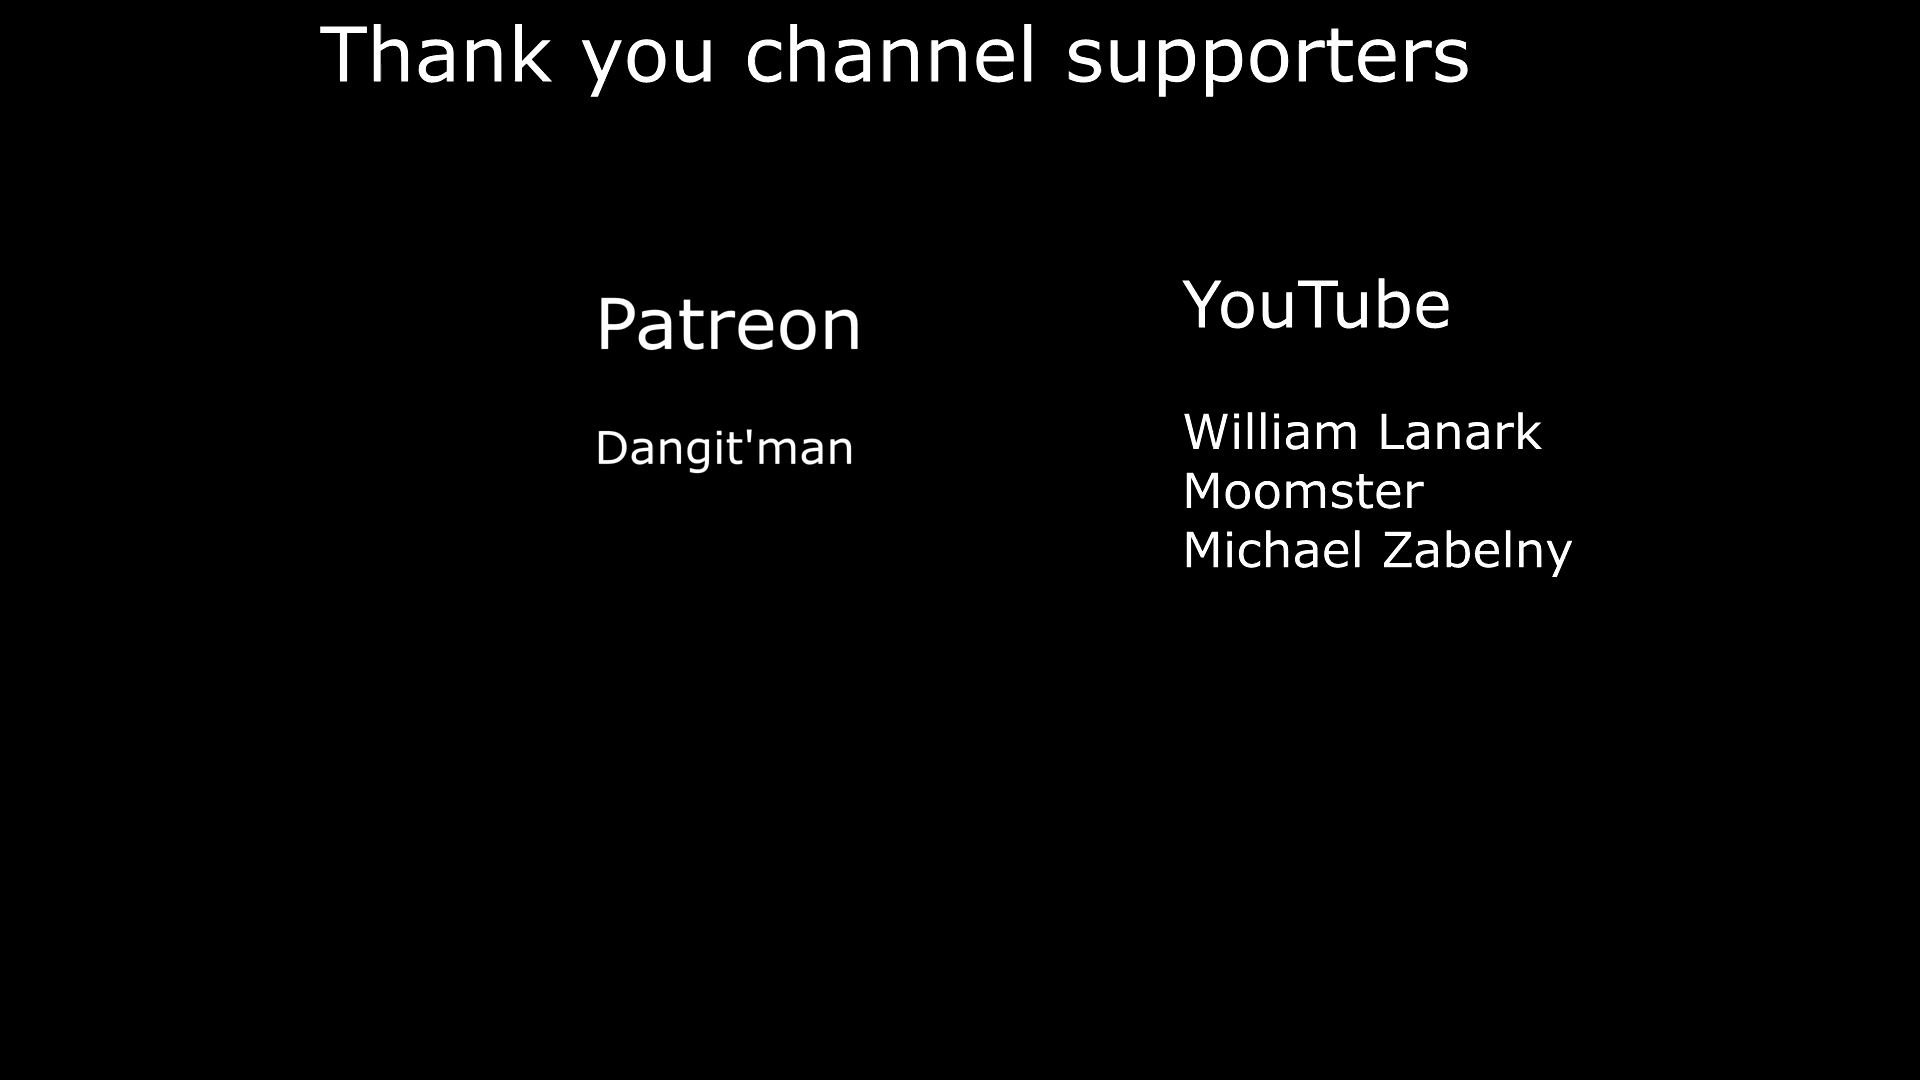 Thank you channel supporters
Patreon
Dangit'man
YouTube
William Lanark
Moomster
Michael Zabelny